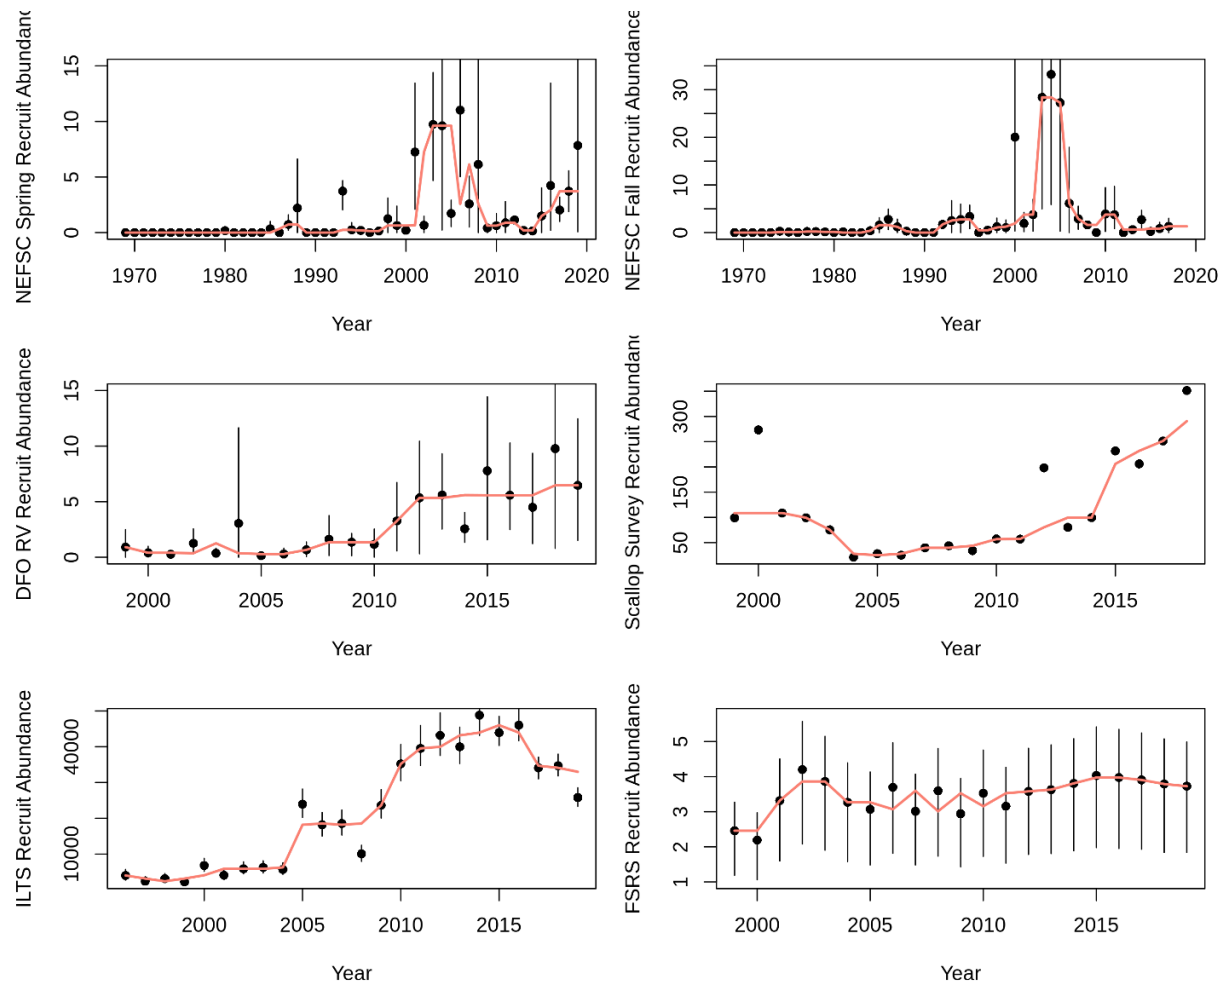 NEFSC Spring Recruit Abundanc
15
10
5
0
1970 1980 1990 2000 2010 2020
Year
NEFSC Fall Recruit Abundance
30
20
10
0
1970 1980 1990 2000 2010 2020
Year
DFO RV Recruit Abundance
15
10
5
0
2000 2005 2010 2015
Year
Scallop Survey Recruit Abundanc
300
150
50
2000 2005 2010 2015
Year
ILTS Recruit Abundance
40000
10000
2000 2005 2010 2015
Year
FSRS Recruit Abundance
5
4
3
2
1
2000 2005 2010 2015
Year